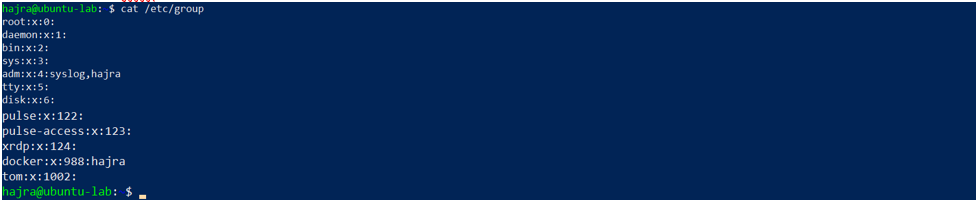 hajra@ubuntu-lab: $ cat /etc/group
root:x:0:
daemon:x:1:
bin:x:2:
sys:x:3:
adm:x:4:syslog,hajra
tty:x:5:
disk:x:6:
pulse:x:122:
pulse-access:x:123:
xrdp:x:124:
docker:x:988:hajra
tom:x:1002:
hajra@ubuntu-lab: $